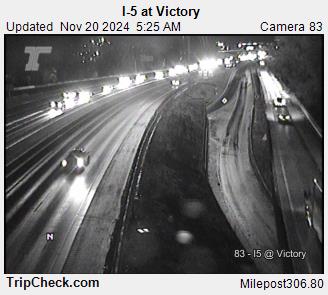 I-5 at Victory
Updated Nov 20 2024 5:25 AM Camera 83
T
N
83 - I5 @ Victory
TripCheck.com Milepost306.80